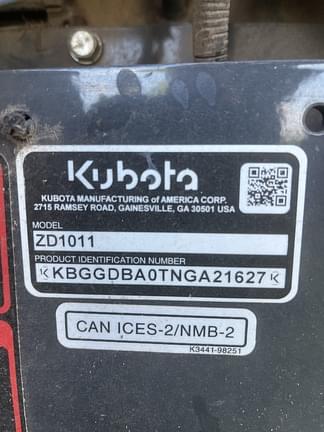 Kubota
KUBOTA MANUFACTURING of AMERICA CORP.
2715 RAMSEY ROAD, GAINESVILLE, GA 30501 USA
MODEL
ZD1011
PRODUCT IDENTIFICATION NUMBER
KBGGDBA0TNGA21627
CAN ICES-2/NMB-2
K3441-98251